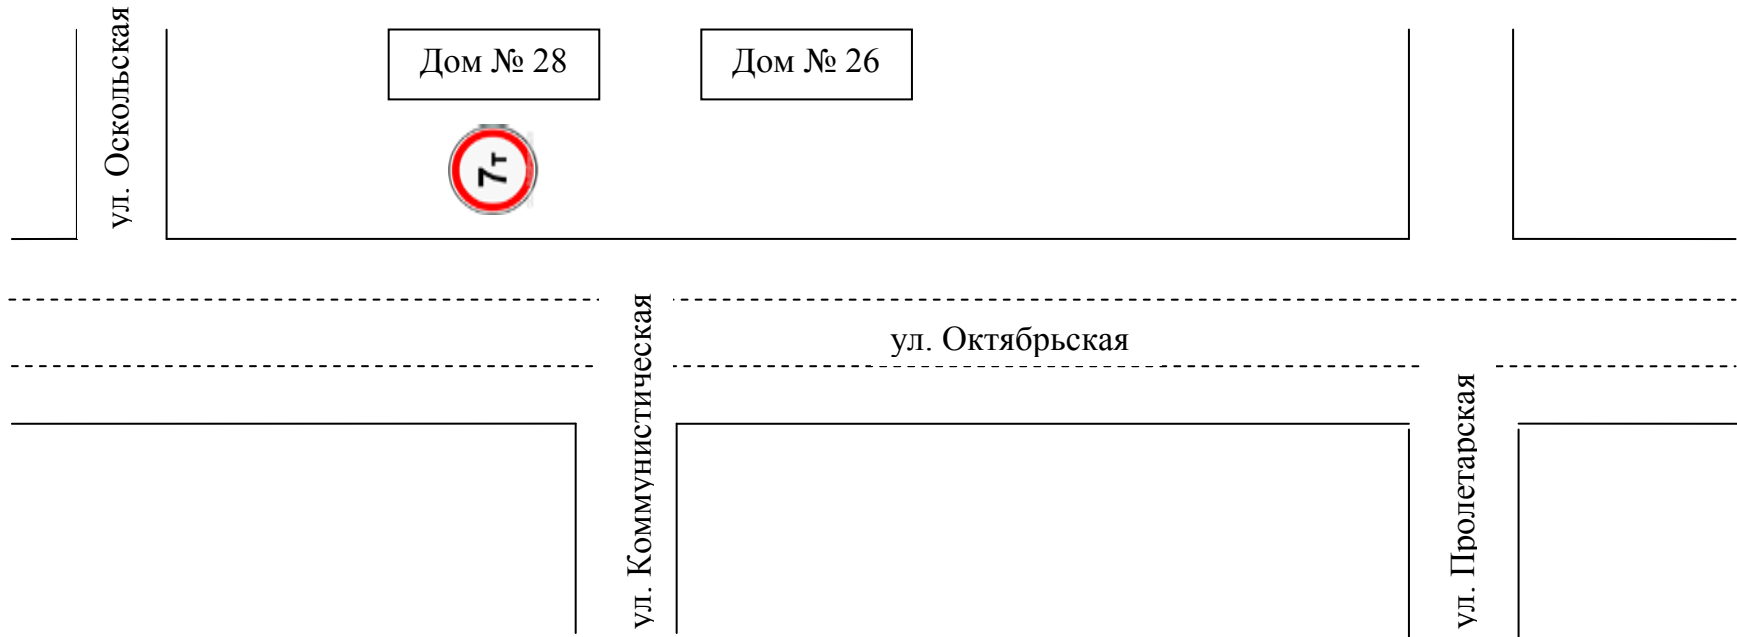 ул. Оскольская
Дом № 28
Дом № 26
7т
ул. Октябрьская
ул. Коммунистическая
ул. Пролетарская